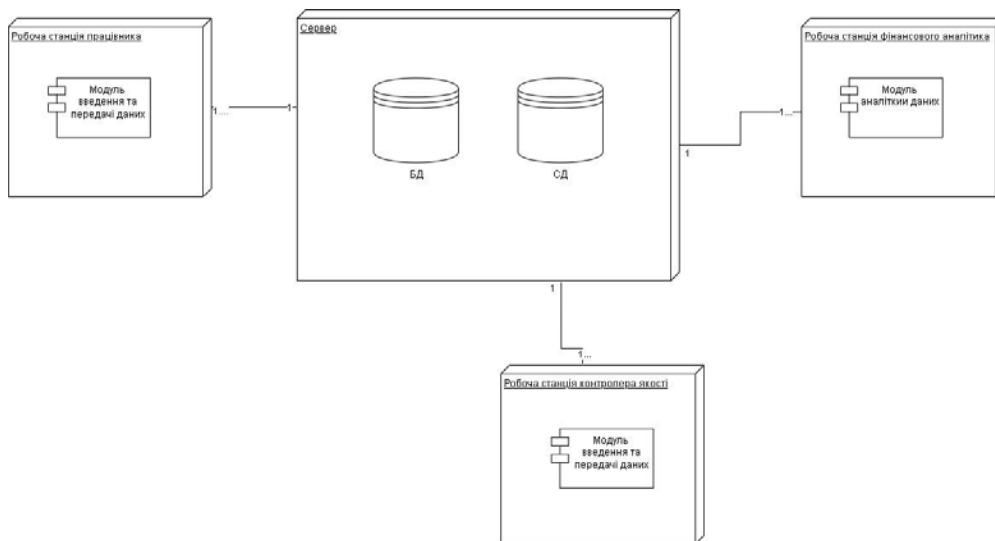 Робоча станція працівника
Модуль
введення та
передачі даних
1....
1
Сервер
БД
СД
1
1...
Робоча станція фінансового аналітика
Модуль
аналіткии даних
1
1...
Робоча станція контролера якості
Модуль
введення та
передачі даних